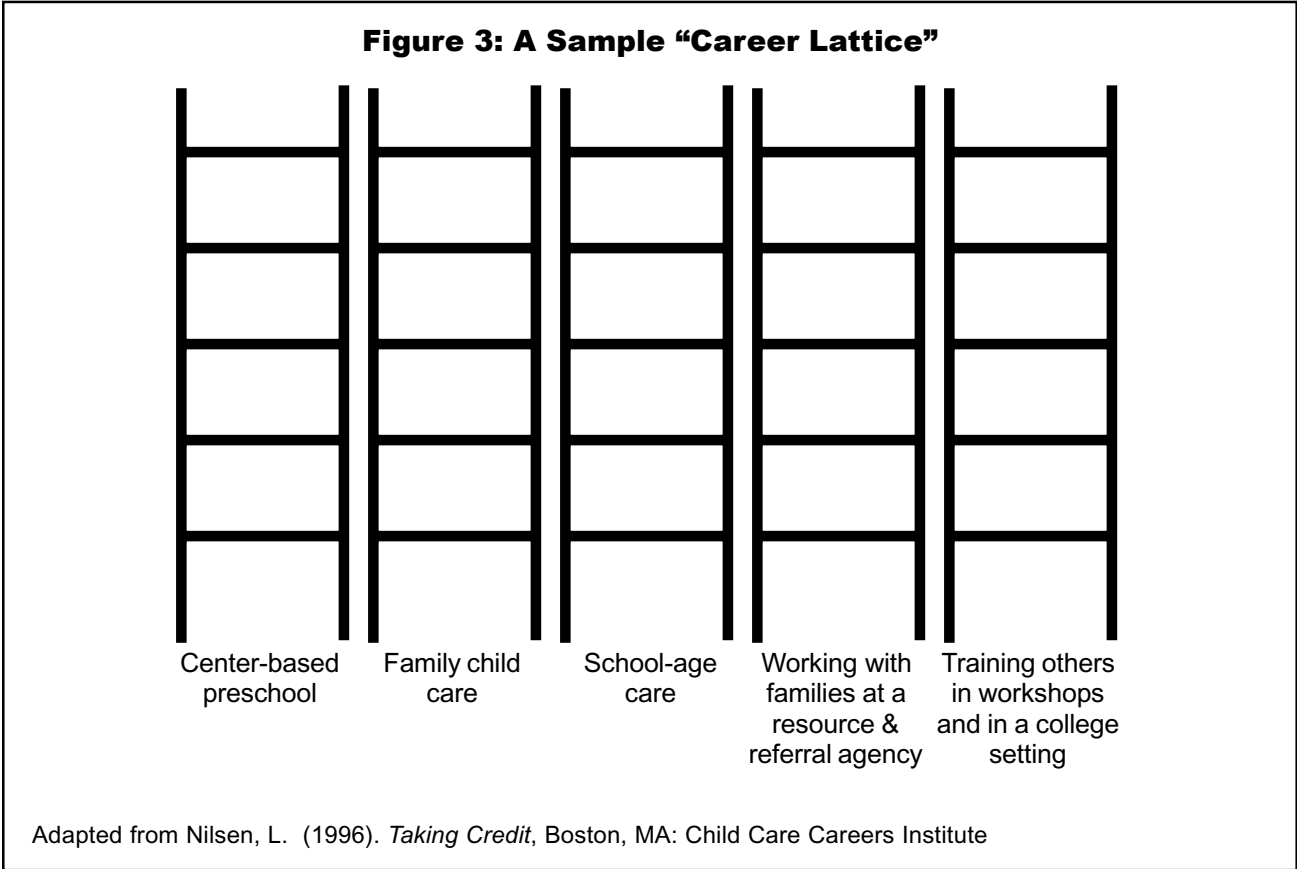 Figure 3: A Sample “Career Lattice”
Center-based
preschool
Family child
care
School-age
care
Working with
families at a
resource &
referral agency
Training others
in workshops
and in a college
setting
Adapted from Nilsen, L.  (1996). Taking Credit, Boston, MA: Child Care Careers Institute